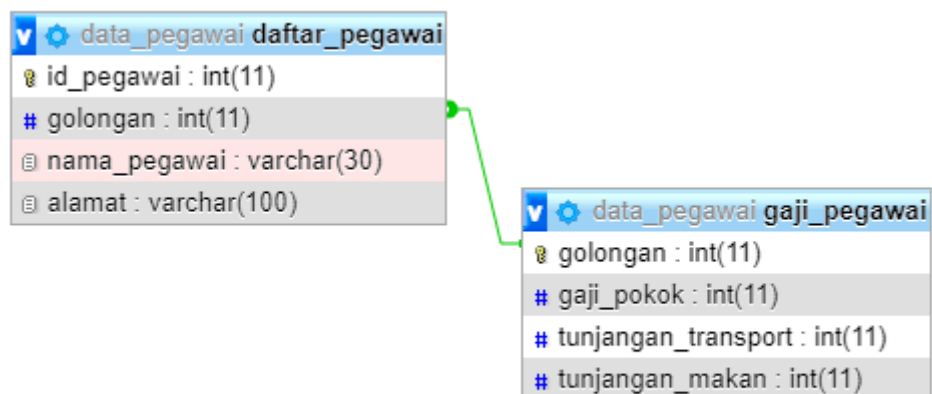 data_pegawai daftar_pegawai
id_pegawai : int(11)
# golongan : int(11)
nama_pegawai : varchar(30)
alamat : varchar(100)
data_pegawai gaji_pegawai
golongan : int(11)
# gaji_pokok : int(11)
# tunjangan_transport : int(11)
# tunjangan_makan : int(11)